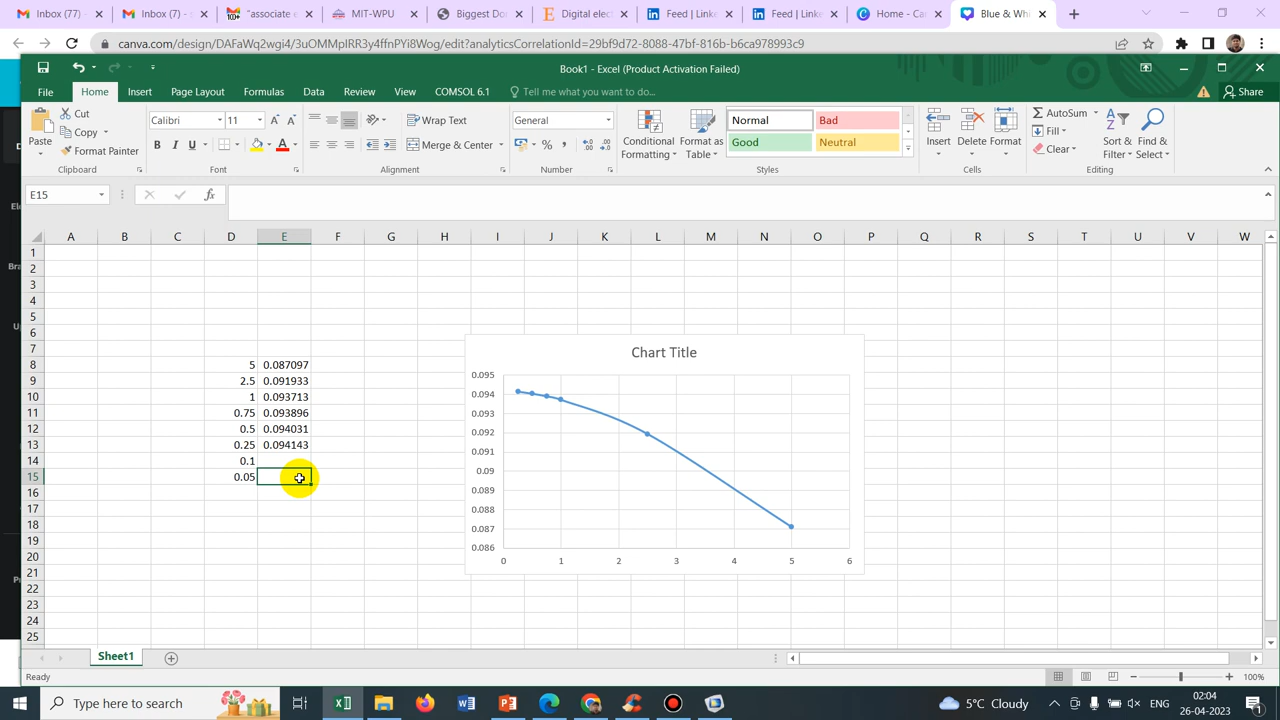 Inbox (77)
Inbox (7) - s
"associate e
MIT-WPU
Biggest Doz
Digital elect
Feed | Linke
Feed | Linke
Home - Can
Blue & Whi
canva.com/design/DAFaWq2wgi4/3uOMMpIRR3y4ffnPYi8Wog/edit?analyticsCorrelationId=29bf9d72-8088-47bf-816b-b6ca978993c9
Book1 - Excel (Product Activation Failed)
File Home Insert Page Layout Formulas Data Review View COMSOL 6.1 Tell me what you want to do... Share
Paste
Cut
Copy
Format Painter
Clipboard
Calibri 11
B I U
Font
Wrap Text
Merge & Center
Alignment
General
Number
Conditional Formatting
Format as Table
Normal Bad
Good Neutral
Styles
Insert Delete Format
Cells
AutoSum
Fill
Clear
Sort & Filter
Find & Select
Editing
E15
fx
A B C D E F G H I J K L M N O P Q R S T U V W
1
2
3
4
5
6
7
8 5 0.087097
9 2.5 0.091933
10 1 0.093713
11 0.75 0.093896
12 0.5 0.094031
13 0.25 0.094143
14 0.1
15 0.05
16
17
18
19
20
21
22
23
24
25
Chart Title
0.095
0.094
0.093
0.092
0.091
0.09
0.089
0.088
0.087
0.086
0 1 2 3 4 5 6
Sheet1
Ready
100%
Type here to search
5°C Cloudy
ENG
02:04
26-04-2023